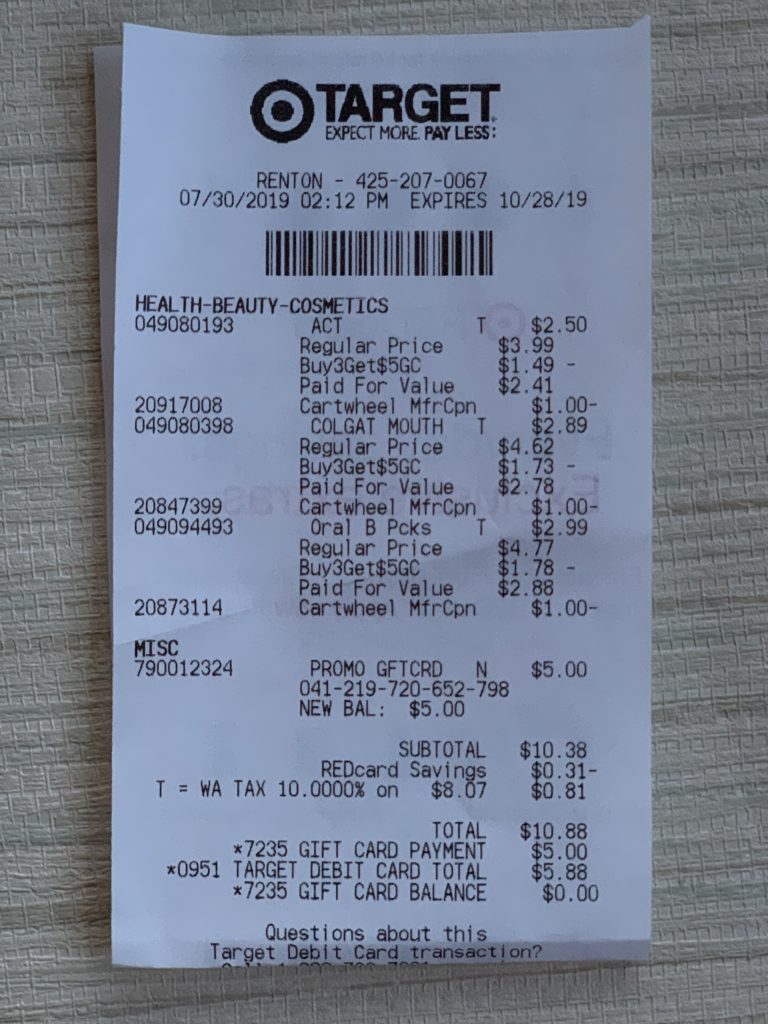 TARGET
EXPECT MORE. PAY LESS.
RENTON - 425-207-0067
07/30/2019 02:12 PM EXPIRES 10/28/19
HEALTH-BEAUTY-COSMETICS
049080193 ACT T $2.50
Regular Price $3.99
Buy3Get$5GC $1.49 -
Paid For Value $2.41
20917008 Cartwheel MfrCpn $1.00-
049080398 COLGAT MOUTH T $2.89
Regular Price $4.62
Buy3Get$5GC $1.73 -
Paid For Value $2.78
20847399 Cartwheel MfrCpn $1.00-
049094493 Oral B Pcks T $2.99
Regular Price $4.77
Buy3Get$5GC $1.78 -
Paid For Value $2.88
20873114 Cartwheel MfrCpn $1.00-
MISC
790012324 PROMO GFTCRD N $5.00
041-219-720-652-798
NEW BAL: $5.00
SUBTOTAL $10.38
REDcard Savings $0.31-
T = WA TAX 10.0000% on $8.07 $0.81
TOTAL $10.88
*7235 GIFT CARD PAYMENT $5.00
*0951 TARGET DEBIT CARD TOTAL $5.88
*7235 GIFT CARD BALANCE $0.00
Questions about this
Target Debit Card transaction?